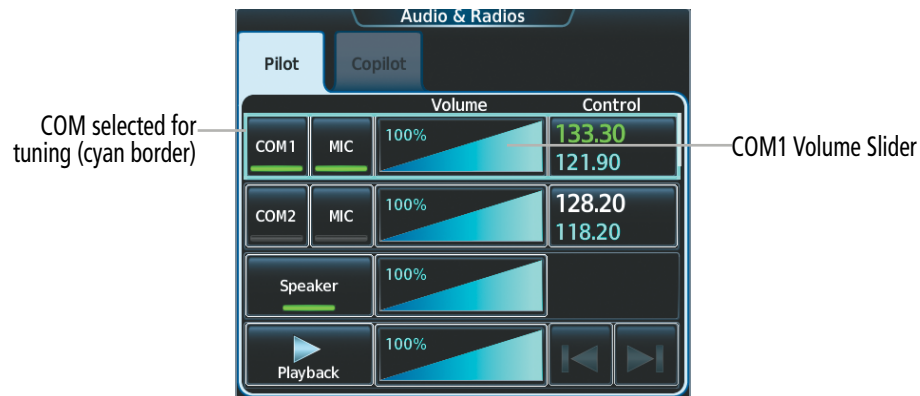 Audio & Radios
Pilot
Copilot
Volume
Control
COM selected for
tuning (cyan border)
COM1
MIC
100%
133.30
121.90
COM1 Volume Slider
COM2
MIC
100%
128.20
118.20
Speaker
100%
Playback
100%